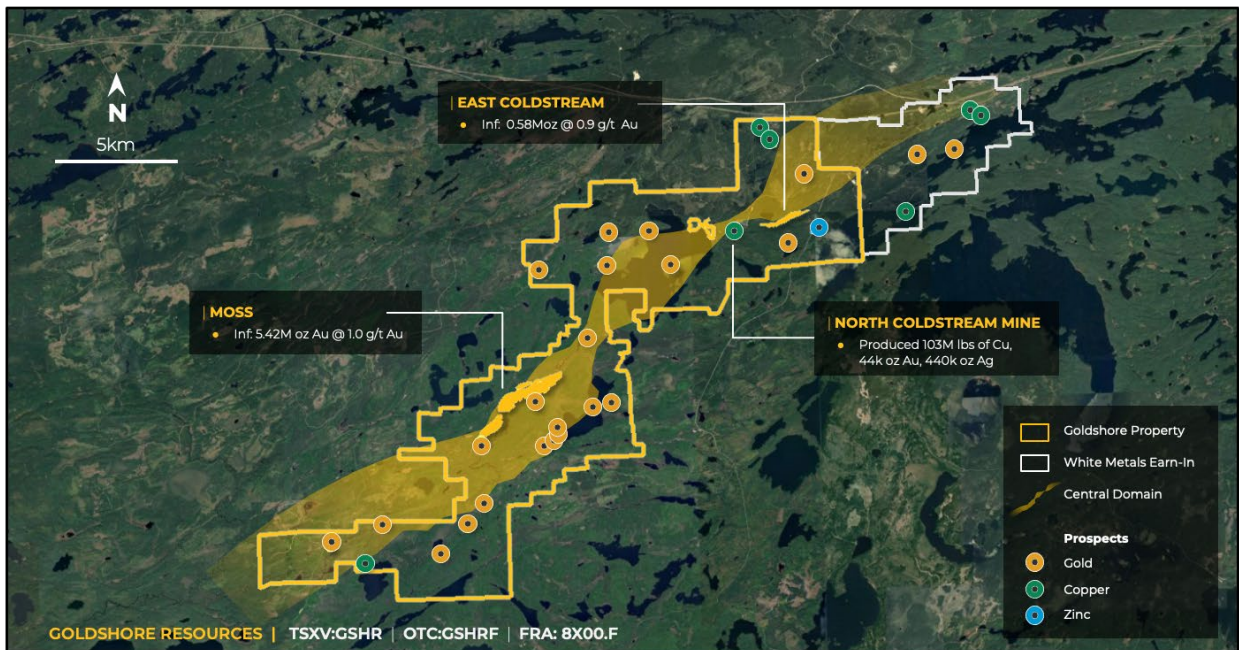 N
5km
| EAST COLDSTREAM
Inf: 0.58Moz @ 0.9 g/t Au
| MOSS
Inf: 5.42M oz Au @ 1.0 g/t Au
NORTH COLDSTREAM MINE
Produced 103M lbs of Cu,
44k oz Au, 440k oz Ag
Goldshore Property
White Metals Earn-In
Central Domain
Prospects
Gold
Copper
Zinc
GOLDSHORE RESOURCES | TSXV:GSHR | OTC:GSHRF | FRA: 8X00.F